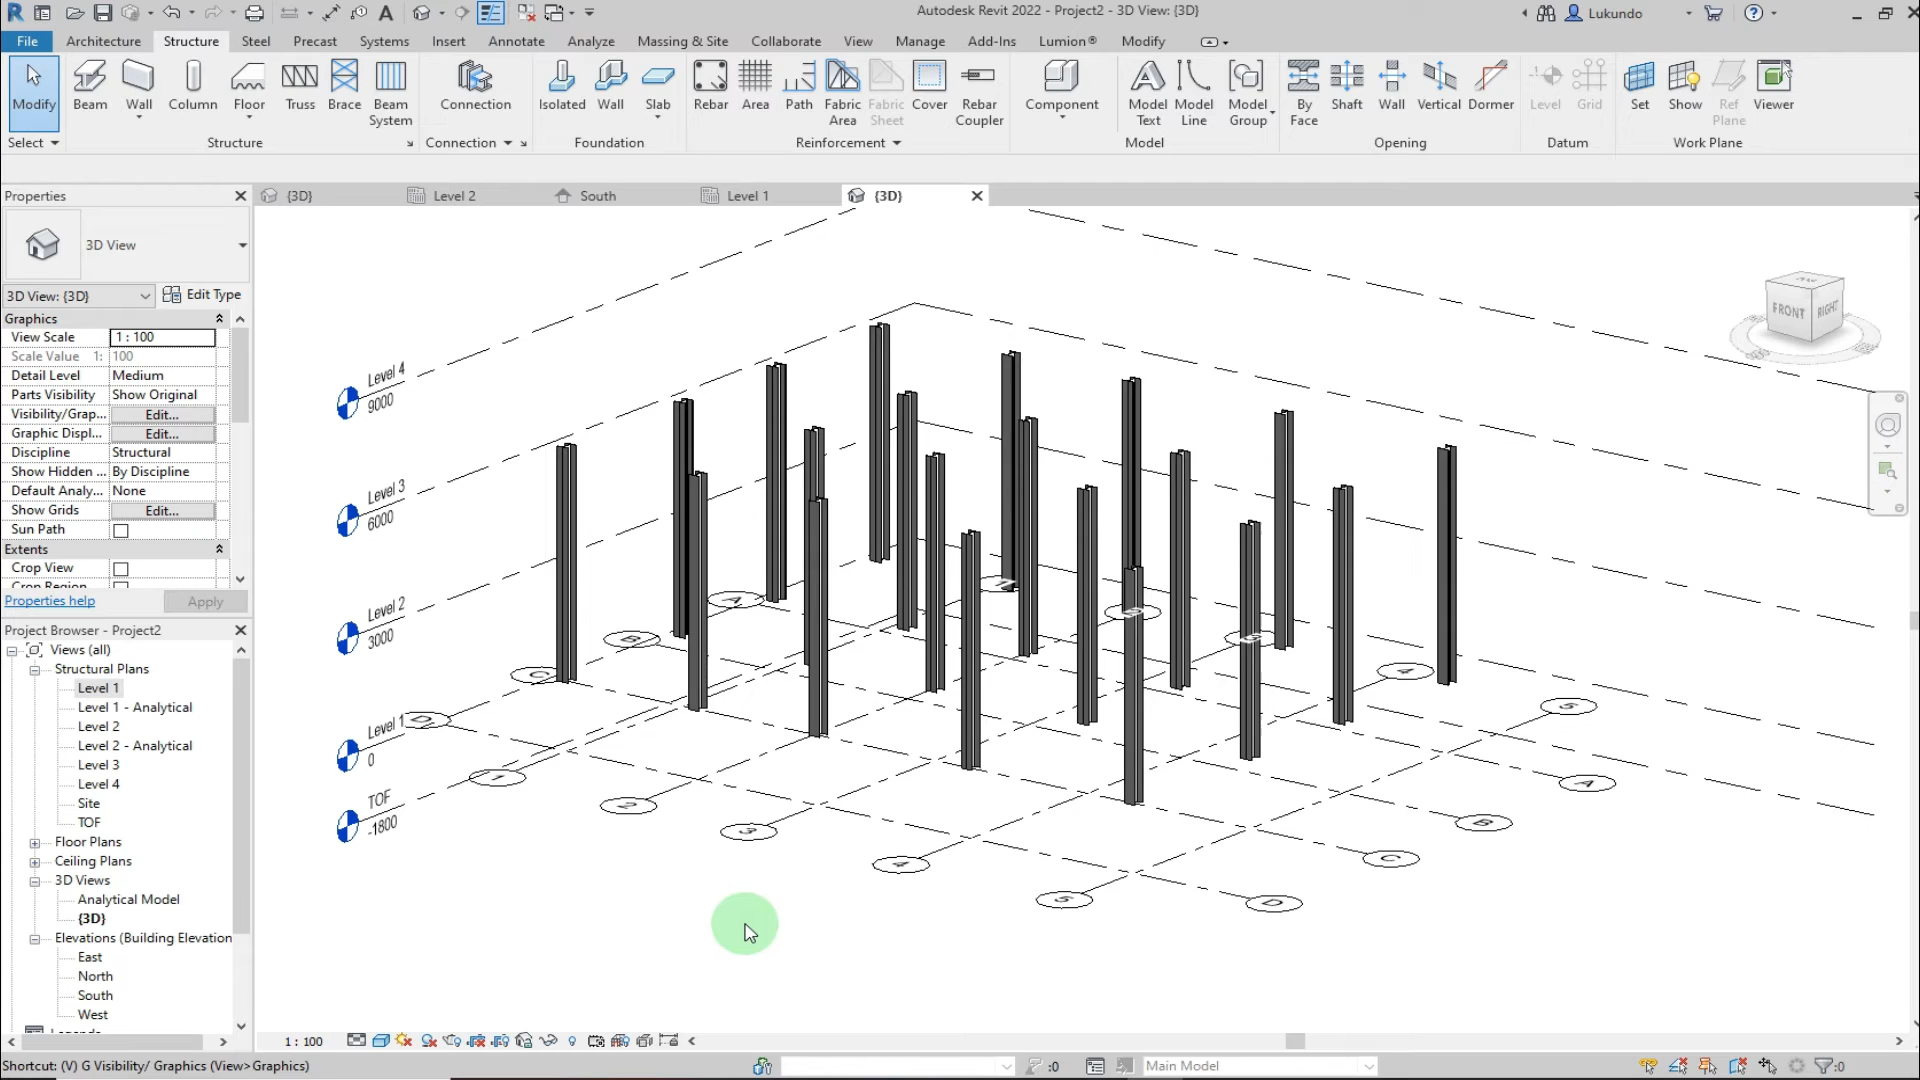 Autodesk Revit 2022 - Project2 - 3D View: {3D}
Lukundo
File Architecture Structure Steel Precast Systems Insert Annotate Analyze Massing & Site Collaborate View Manage Add-Ins Lumion® Modify
Modify Beam Wall Column Floor Truss Brace Beam System Connection Isolated Wall Slab Rebar Area Path Fabric Area Fabric Sheet Cover Rebar Coupler Component Model Text Model Line Model Group By Face Shaft Wall Vertical Dormer Level Grid Set Show Ref Plane Viewer
Select Structure Connection Foundation Reinforcement Model Opening Datum Work Plane
Properties
{3D} Level 2 South Level 1 {3D}
3D View
3D View: {3D} Edit Type
Graphics
View Scale 1 : 100
Scale Value 1: 100
Detail Level Medium
Parts Visibility Show Original
Visibility/Grap... Edit...
Graphic Displ... Edit...
Discipline Structural
Show Hidden ... By Discipline
Default Analy... None
Show Grids Edit...
Sun Path
Extents
Crop View
Crop Region
Properties help Apply
Project Browser - Project2
Views (all)
Structural Plans
Level 1
Level 1 - Analytical
Level 2
Level 2 - Analytical
Level 3
Level 4
Site
TOF
Floor Plans
Ceiling Plans
3D Views
Analytical Model
{3D}
Elevations (Building Elevation
East
North
South
West
Legends
FRONT RIGHT
Level 4
9000
Level 3
6000
Level 2
3000
Level 1
0
TOF
-1800
A
B
C
D
1
2
3
4
5
1
4
5
A
B
C
D
1 : 100
Shortcut: (V) G Visibility/ Graphics (View>Graphics)
:0
Main Model
:0